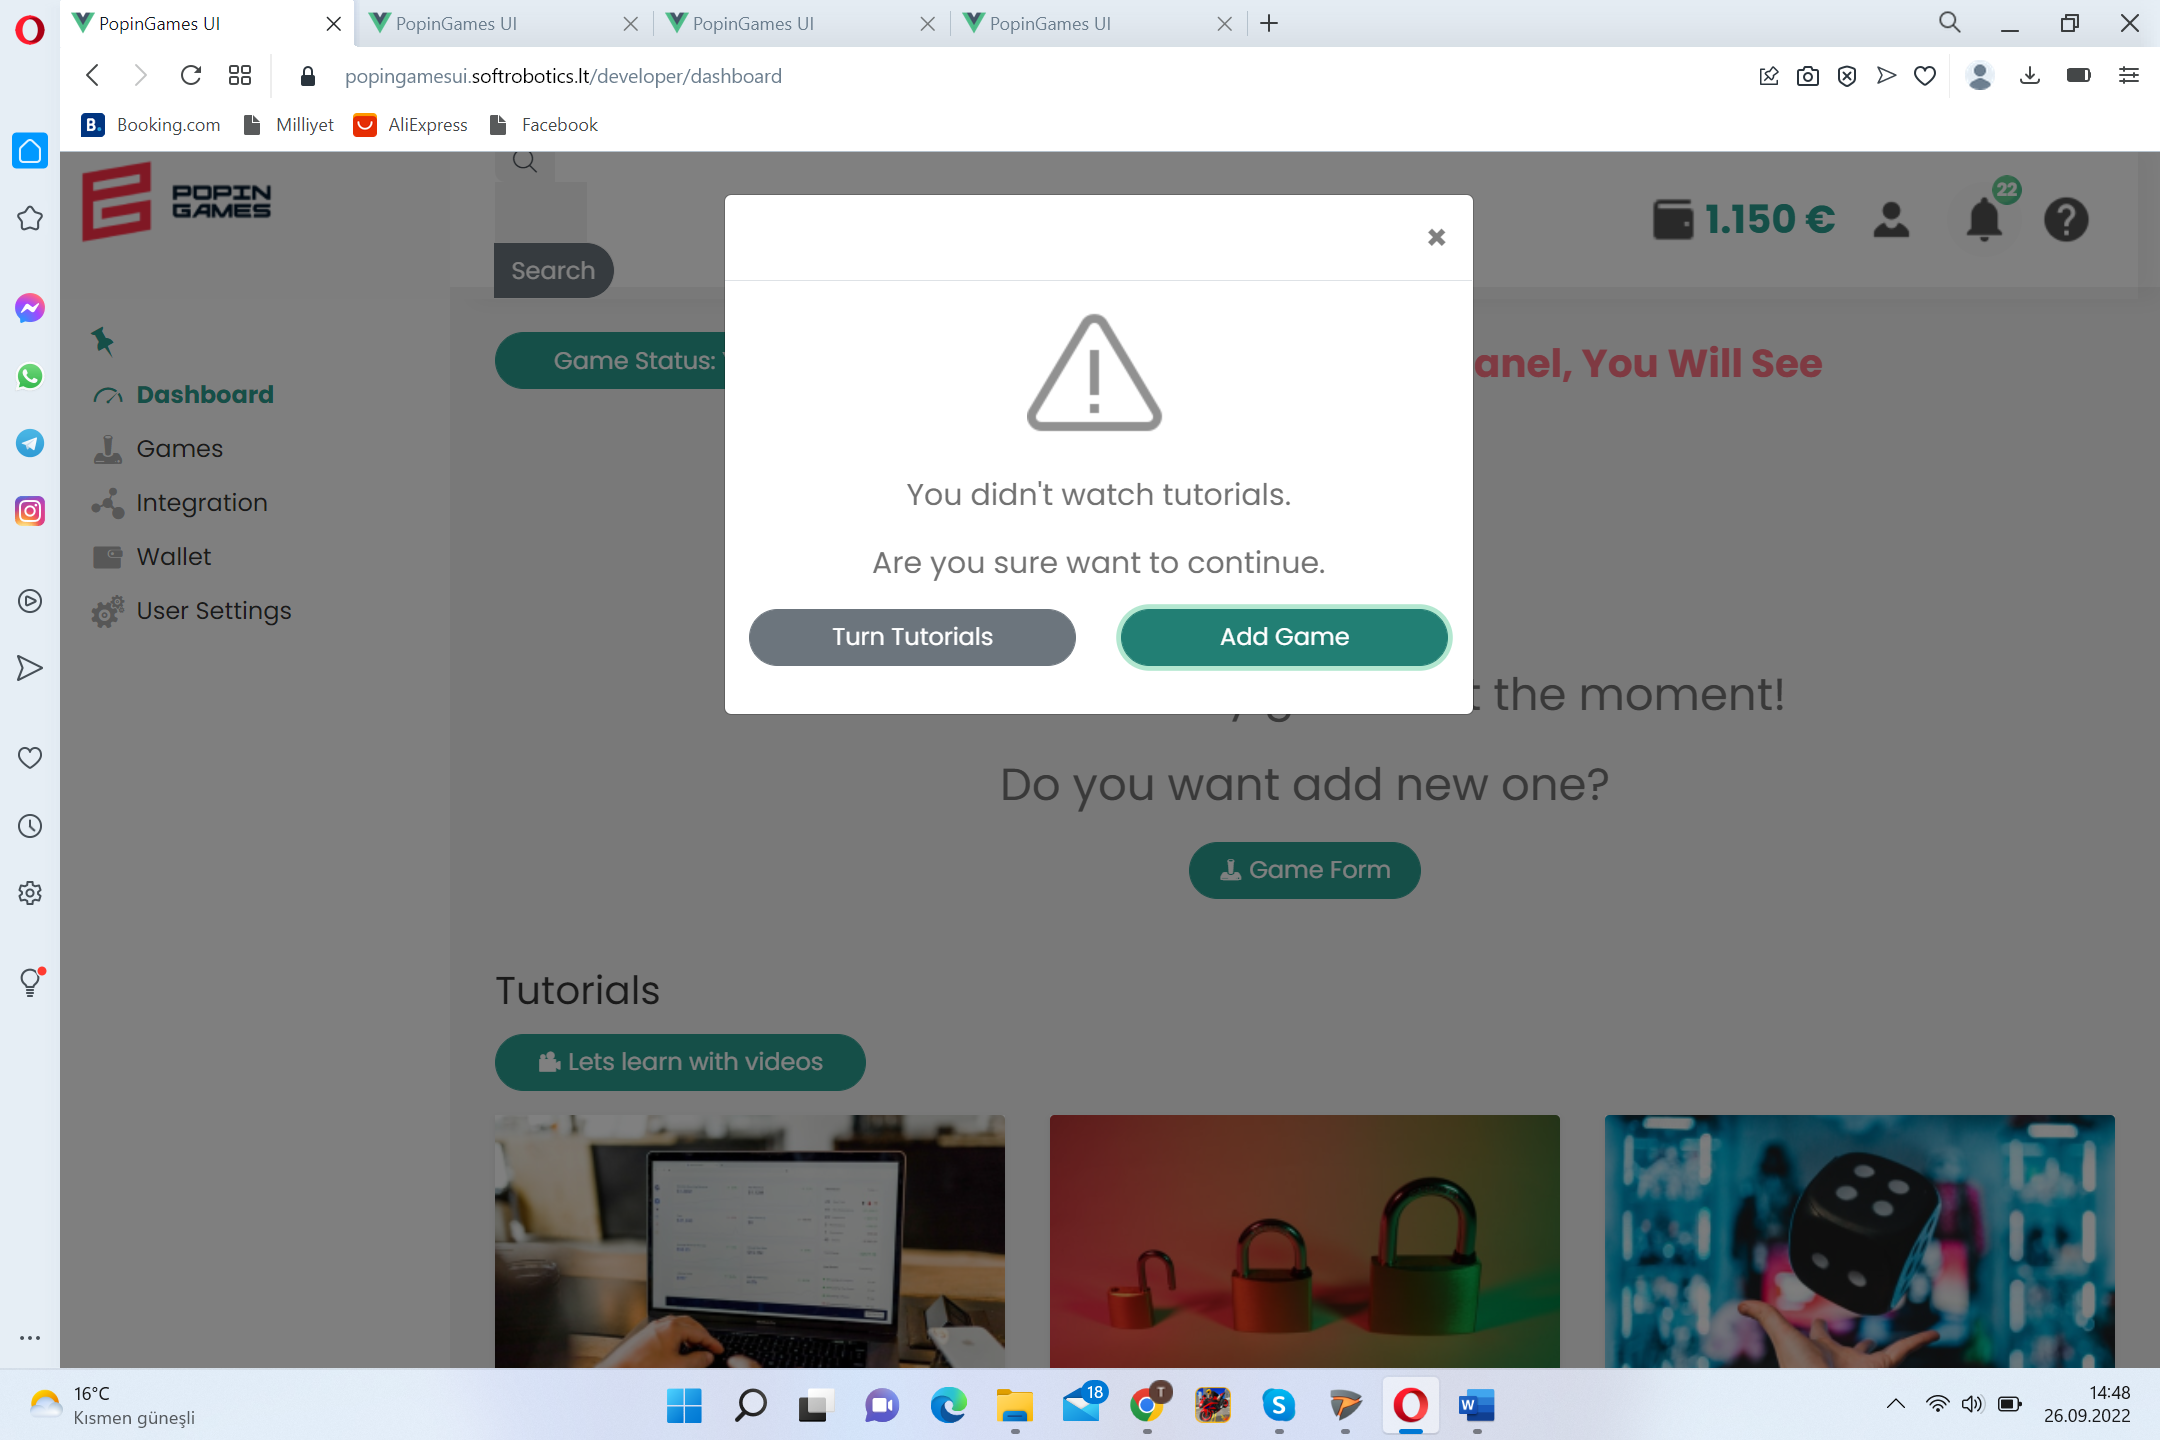 PopinGames UI
PopinGames UI
PopinGames UI
PopinGames UI
popingamesui.softrobotics.lt/developer/dashboard
Booking.com
Milliyet
AliExpress
Facebook
POPIN
GAMES
Search
1.150 €
22
Game Status:
anel, You Will See
Dashboard
Games
Integration
Wallet
User Settings
You didn't watch tutorials.
Are you sure want to continue.
Turn Tutorials
Add Game
t the moment!
Do you want add new one?
Game Form
Tutorials
Lets learn with videos
16°C
Kısmen güneşli
18
T
14:48
26.09.2022